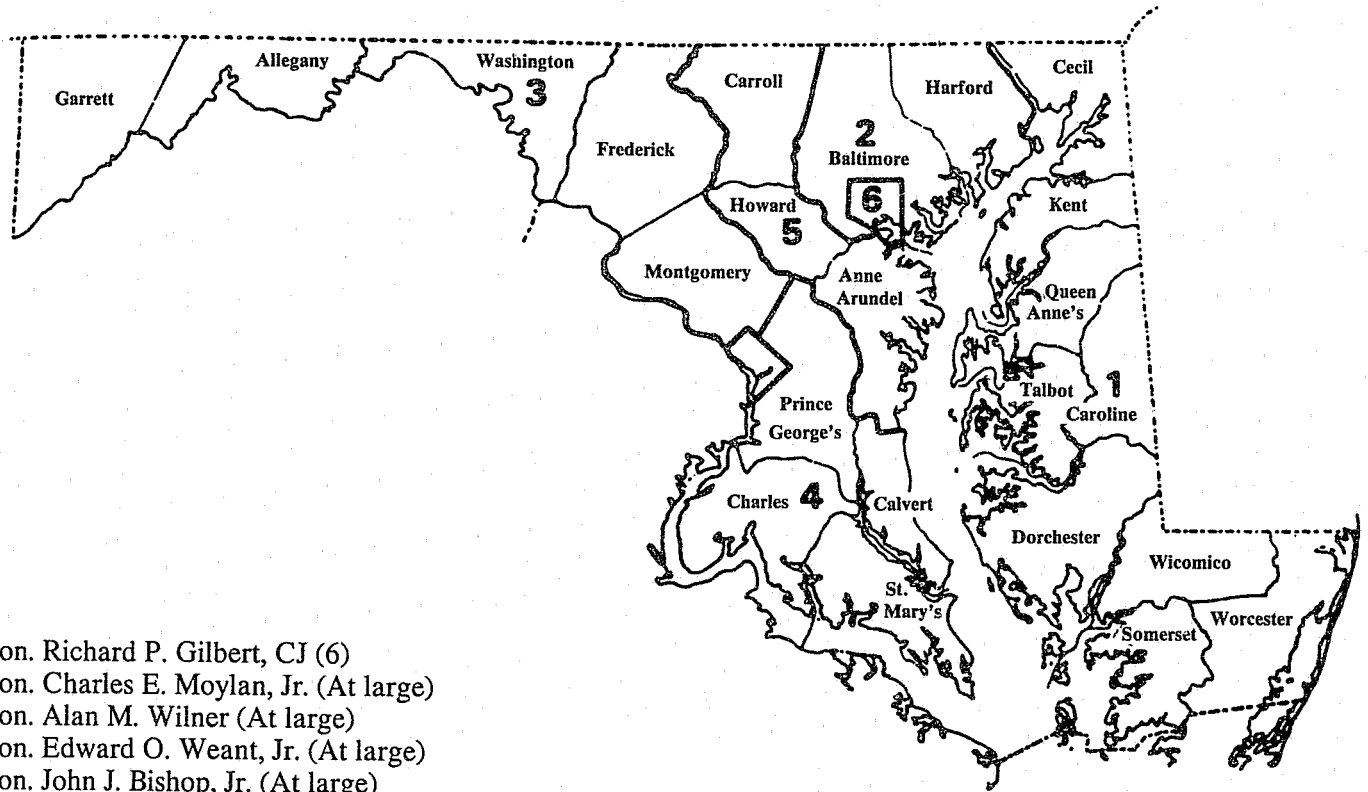 Garrett
Allegany
Washington
3
Frederick
Carroll
2
Baltimore
6
Harford
Cecil
Howard
5
Kent
Montgomery
Anne
Arundel
Queen
Anne's
Prince
George's
Talbot
1
Caroline
Charles 4
Calvert
St.
Mary's
Dorchester
Wicomico
Somerset
Worcester
on. Richard P. Gilbert, CJ (6)
on. Charles E. Moylan, Jr. (At large)
on. Alan M. Wilner (At large)
on. Edward O. Weant, Jr. (At large)
on. John J. Bishop, Jr. (At large)